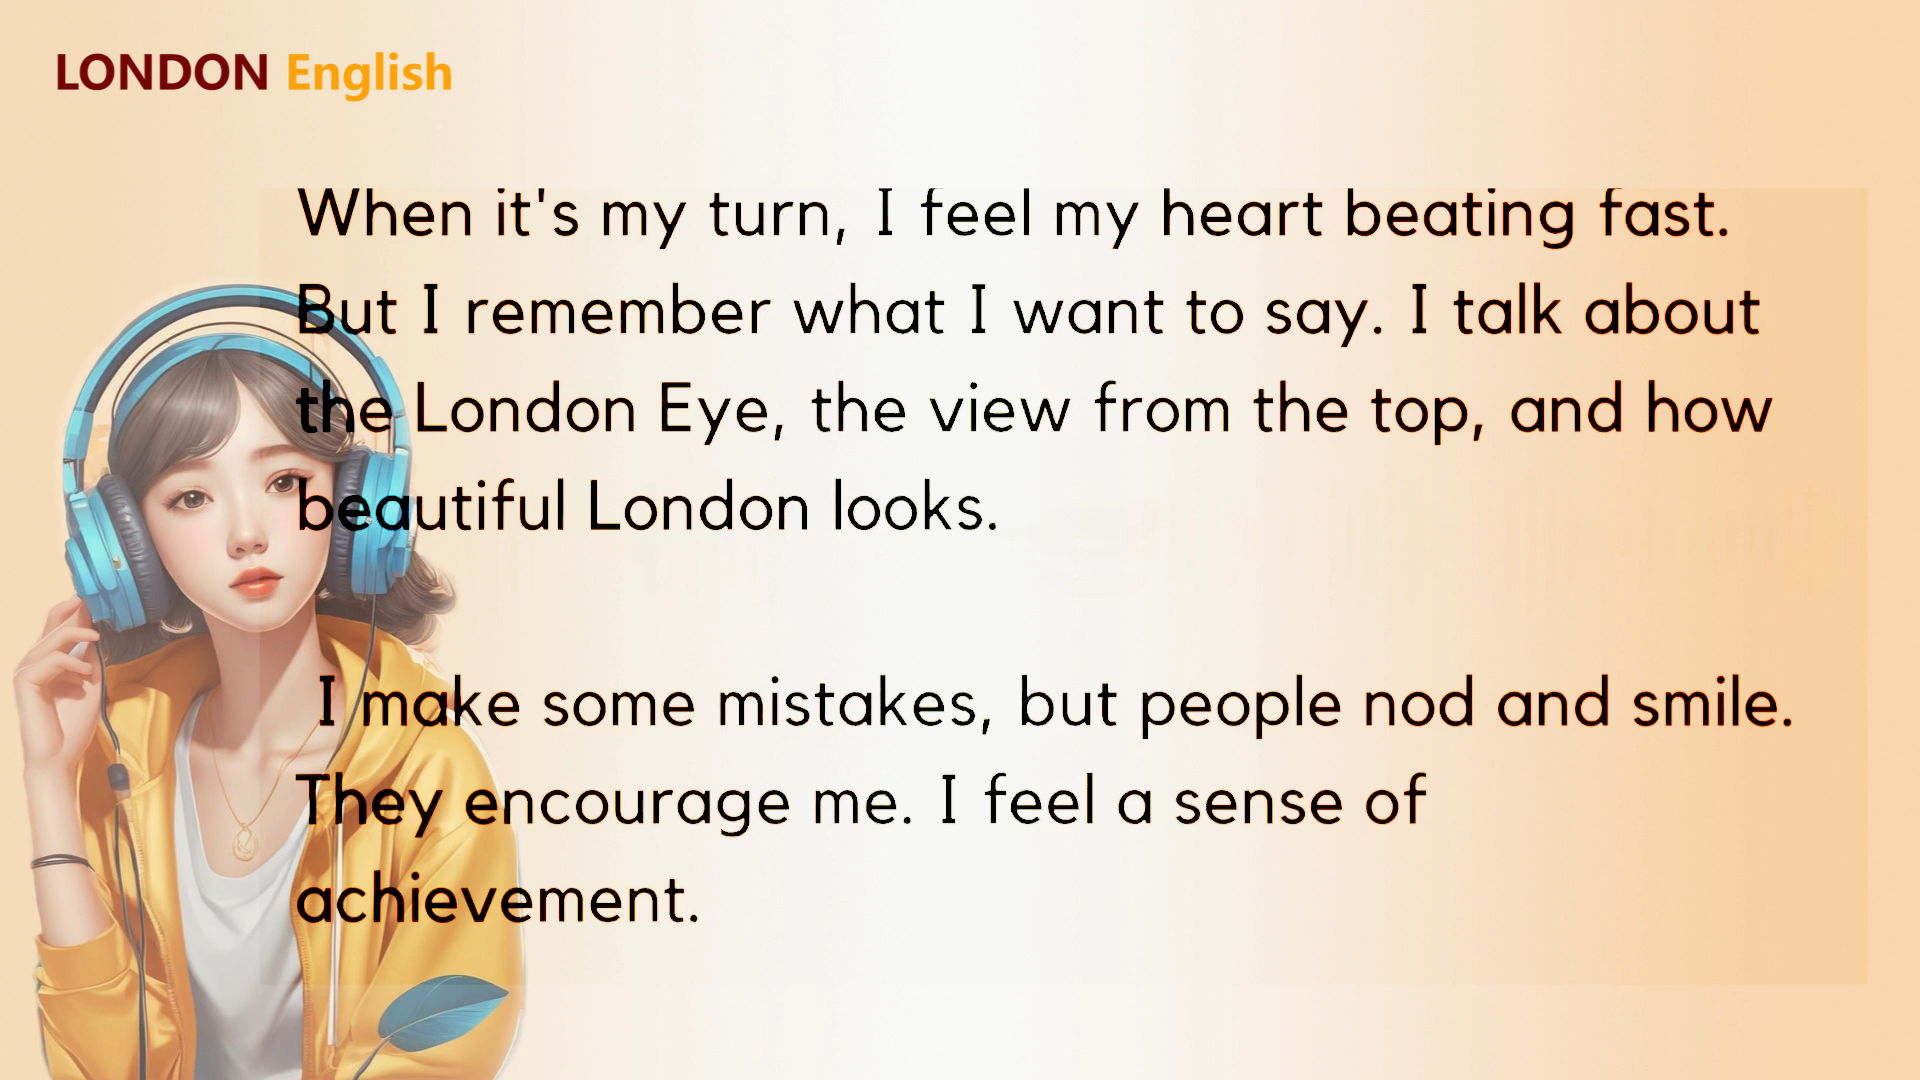 LONDON English
When it's my turn, I feel my heart beating fast.
But I remember what I want to say. I talk about
the London Eye, the view from the top, and how
beautiful London looks.
I make some mistakes, but people nod and smile.
They encourage me. I feel a sense of
achievement.